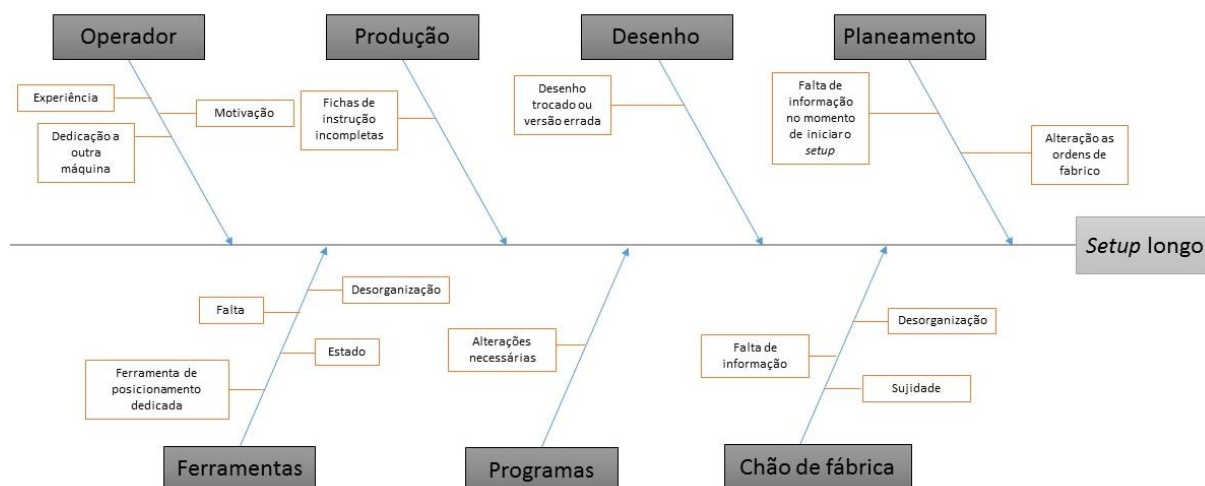 Operador
Produção
Desenho
Planeamento
Experiência
Motivação
Dedicação a
outra
máquina
Fichas de
instrução
incompletas
Desenho
trocado ou
versão errada
Falta de
informação
no momento
de iniciar o
setup
Alteração as
ordens de
fabrico
Setup longo
Desorganização
Falta
Estado
Ferramenta de
posicionamento
dedicada
Alterações
necessárias
Desorganização
Falta de
informação
Sujidade
Ferramentas
Programas
Chão de fábrica